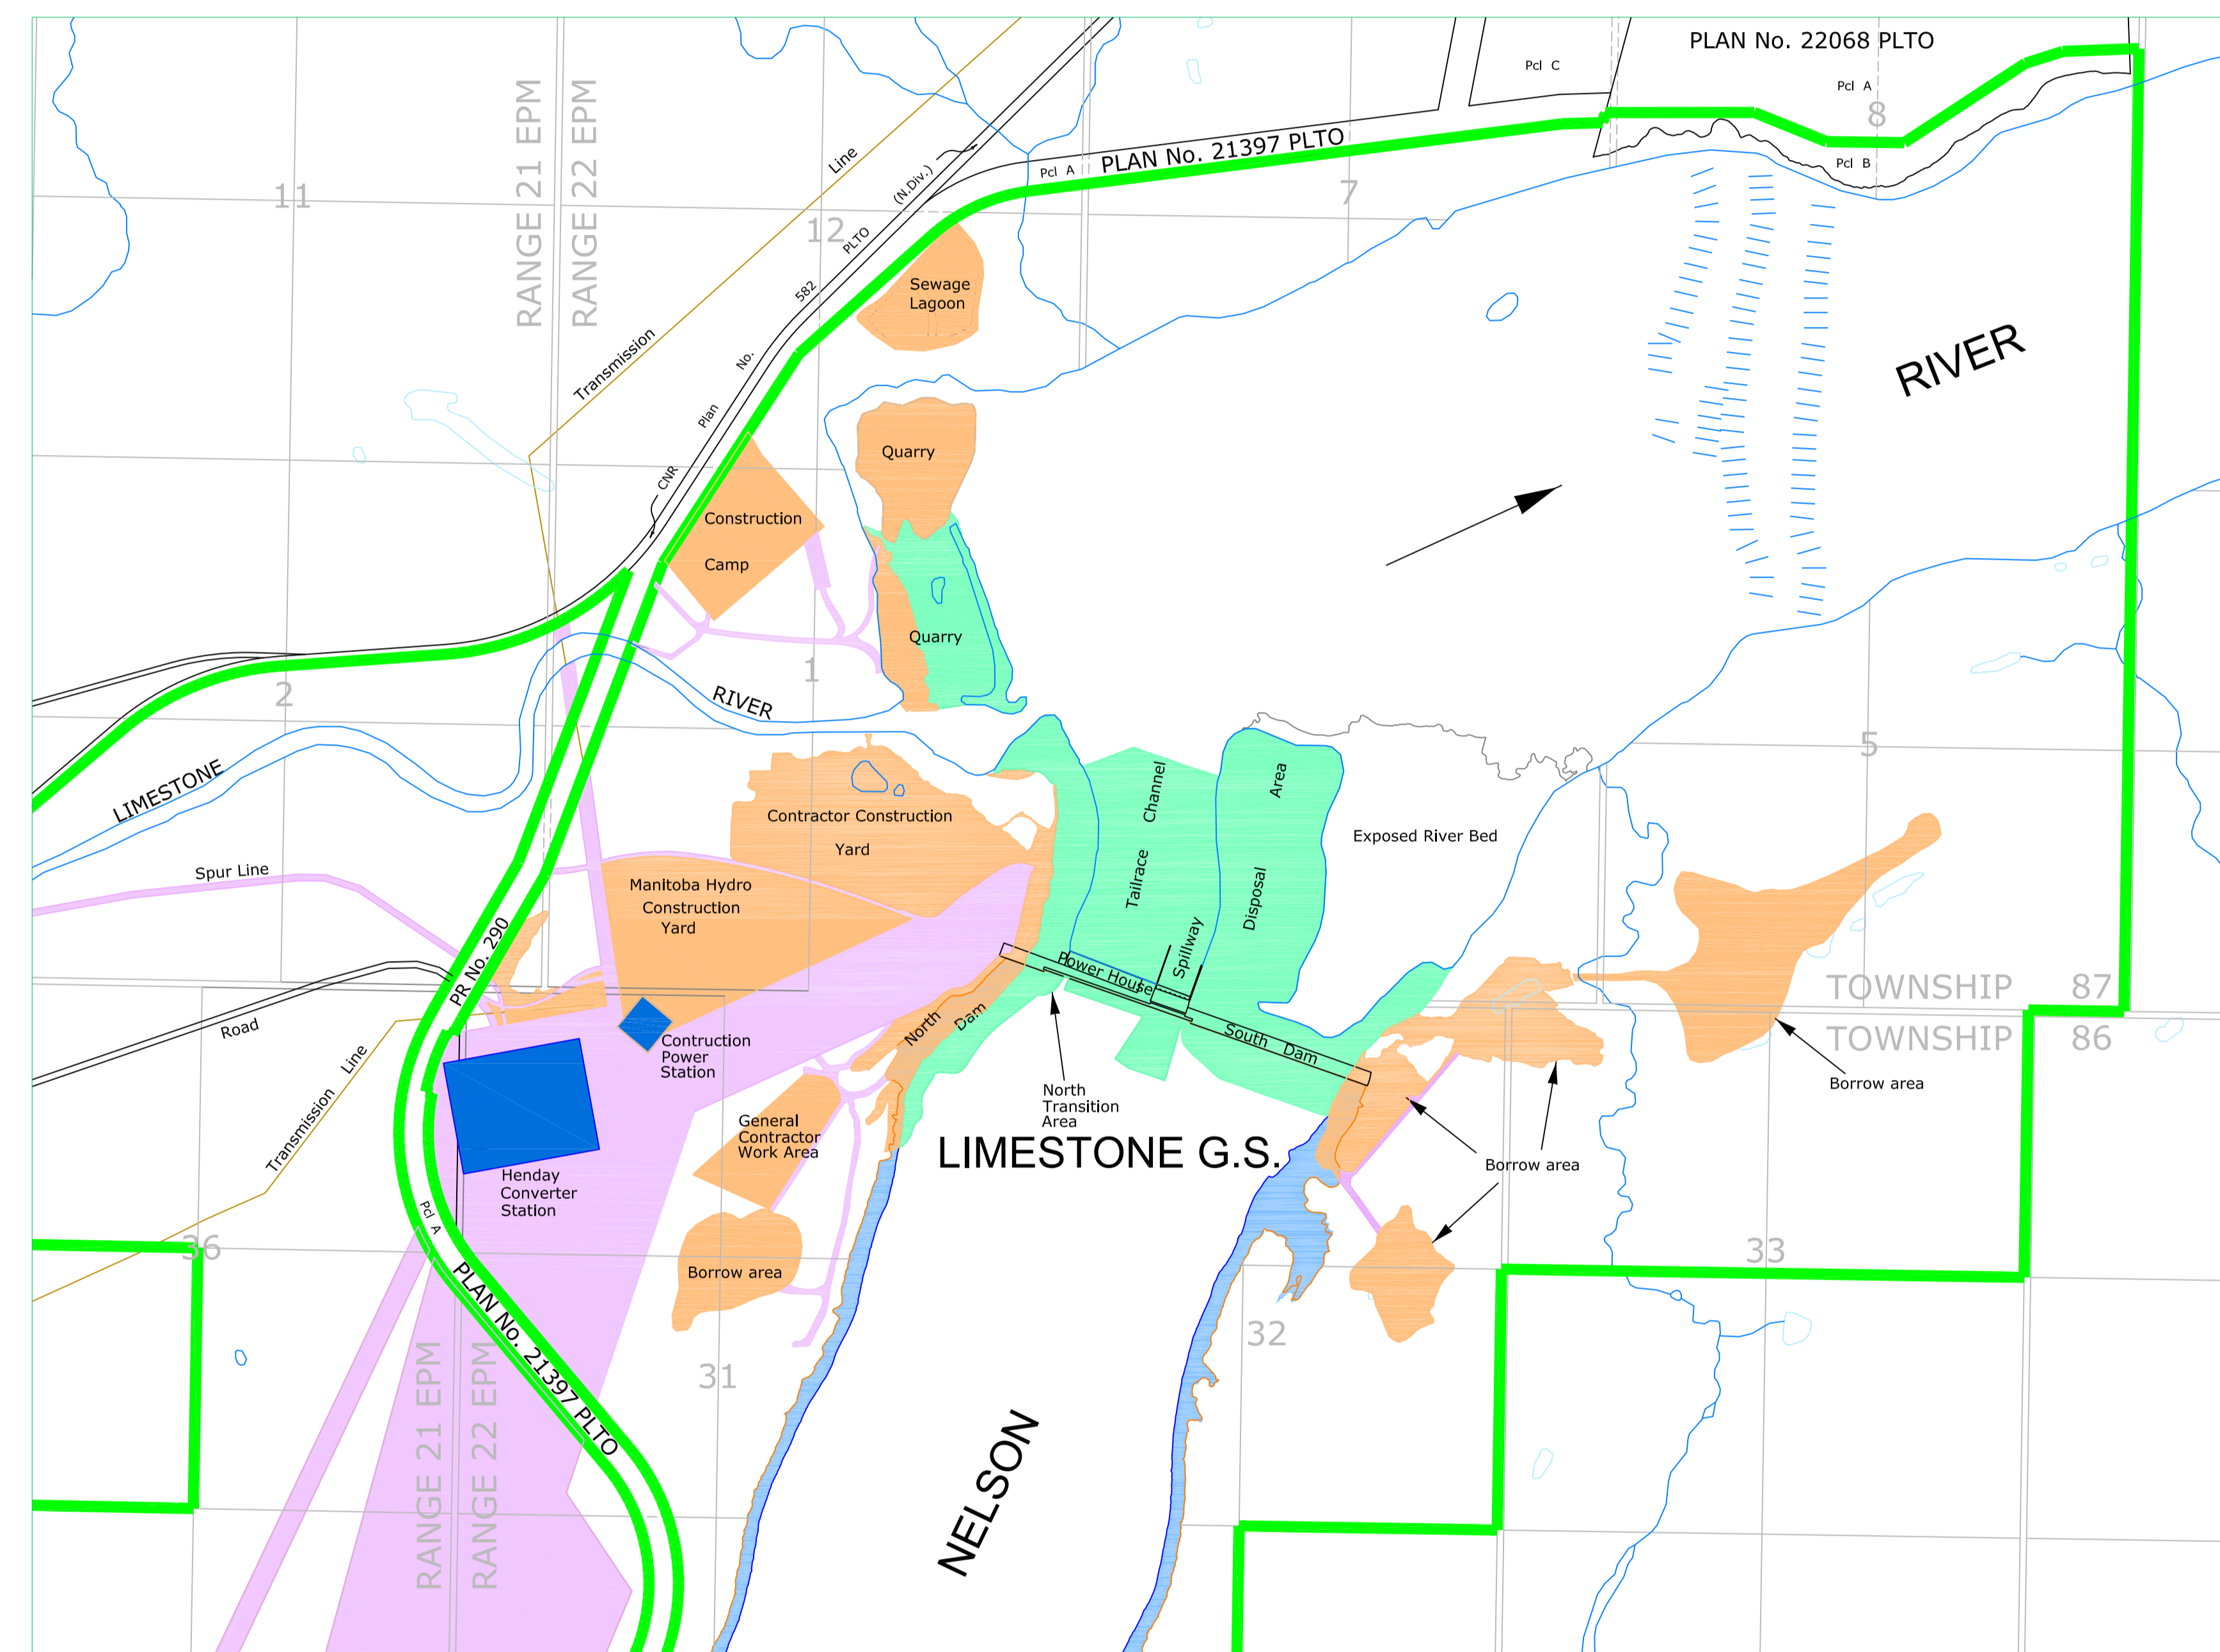 PLAN No. 22068 PLTO
Pcl C
Pcl A
8
RANGE 21 EPM
RANGE 22 EPM
Line
(N.Div.)
PLAN No. 21397 PLTO
Pcl A
Pcl B
11
12
7
PLTO
582
Sewage
Lagoon
Transmission
No.
RIVER
Plan
Quarry
CNR
Construction
Camp
Quarry
2
1
RIVER
5
LIMESTONE
Channel
Area
Contractor Construction
Yard
Exposed River Bed
Spur Line
Tailrace
Disposal
Manitoba Hydro
Construction
Yard
PR No. 290
Spillway
Power House
TOWNSHIP 87
TOWNSHIP 86
Road
North
Dam
South Dam
Contruction
Power
Station
Line
Transmission
North
Transition
Area
Borrow area
General
Contractor
Work Area
LIMESTONE G.S.
Borrow area
Henday
Converter
Station
Pcl A
36
33
Borrow area
PLAN No. 21397 PLTO
32
31
RANGE 21 EPM
RANGE 22 EPM
NELSON